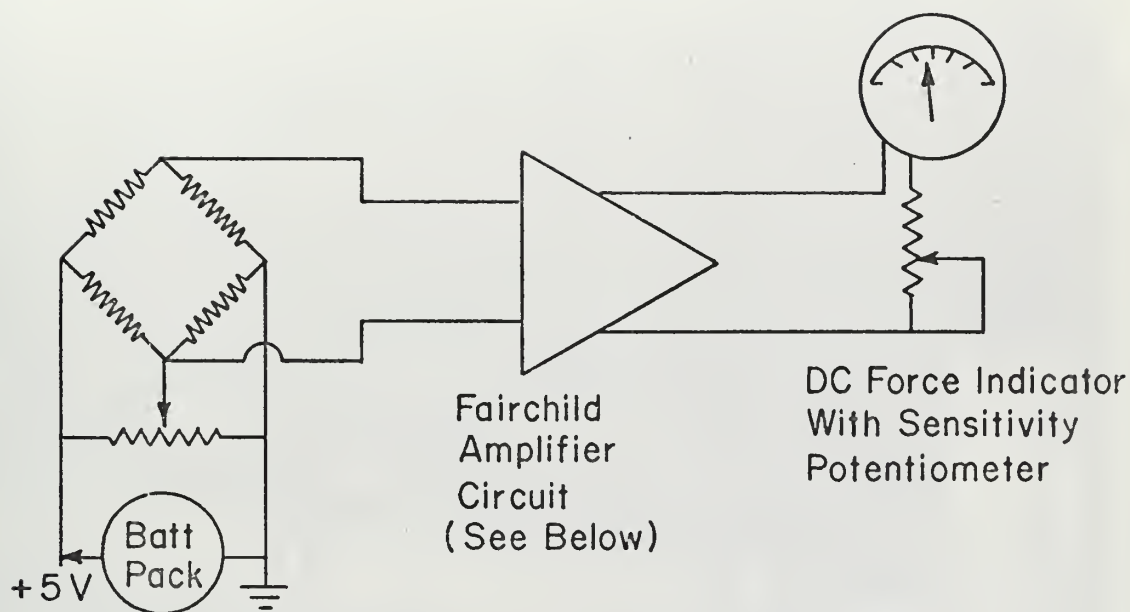 Fairchild
Amplifier
Circuit
(See Below)
DC Force Indicator
With Sensitivity
Potentiometer
Batt
Pack
+5V